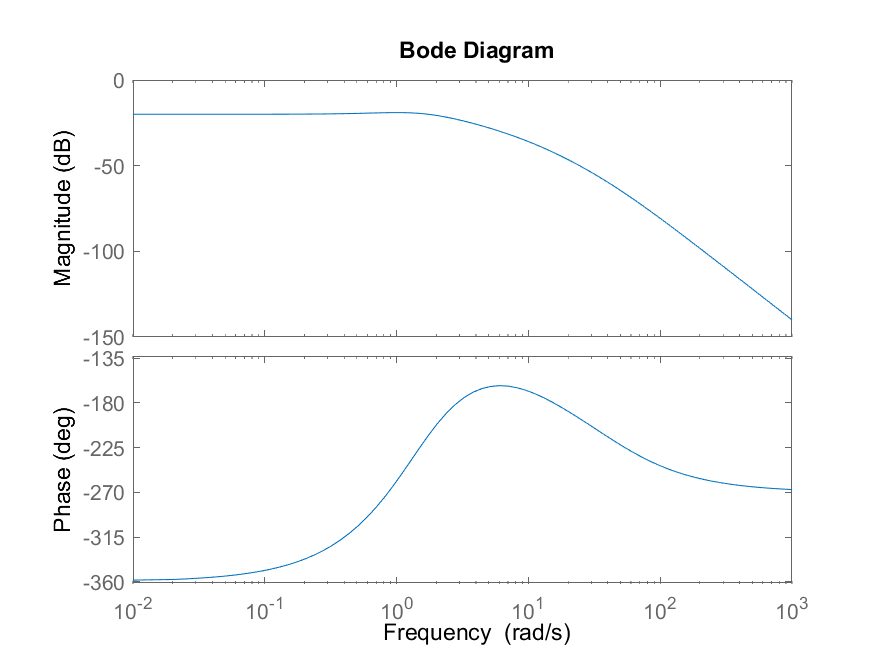 Bode Diagram
Magnitude (dB)
0
-50
-100
-150
Phase (deg)
-135
-180
-225
-270
-315
-360
10^-2 10^-1 10^0 10^1 10^2 10^3
Frequency (rad/s)